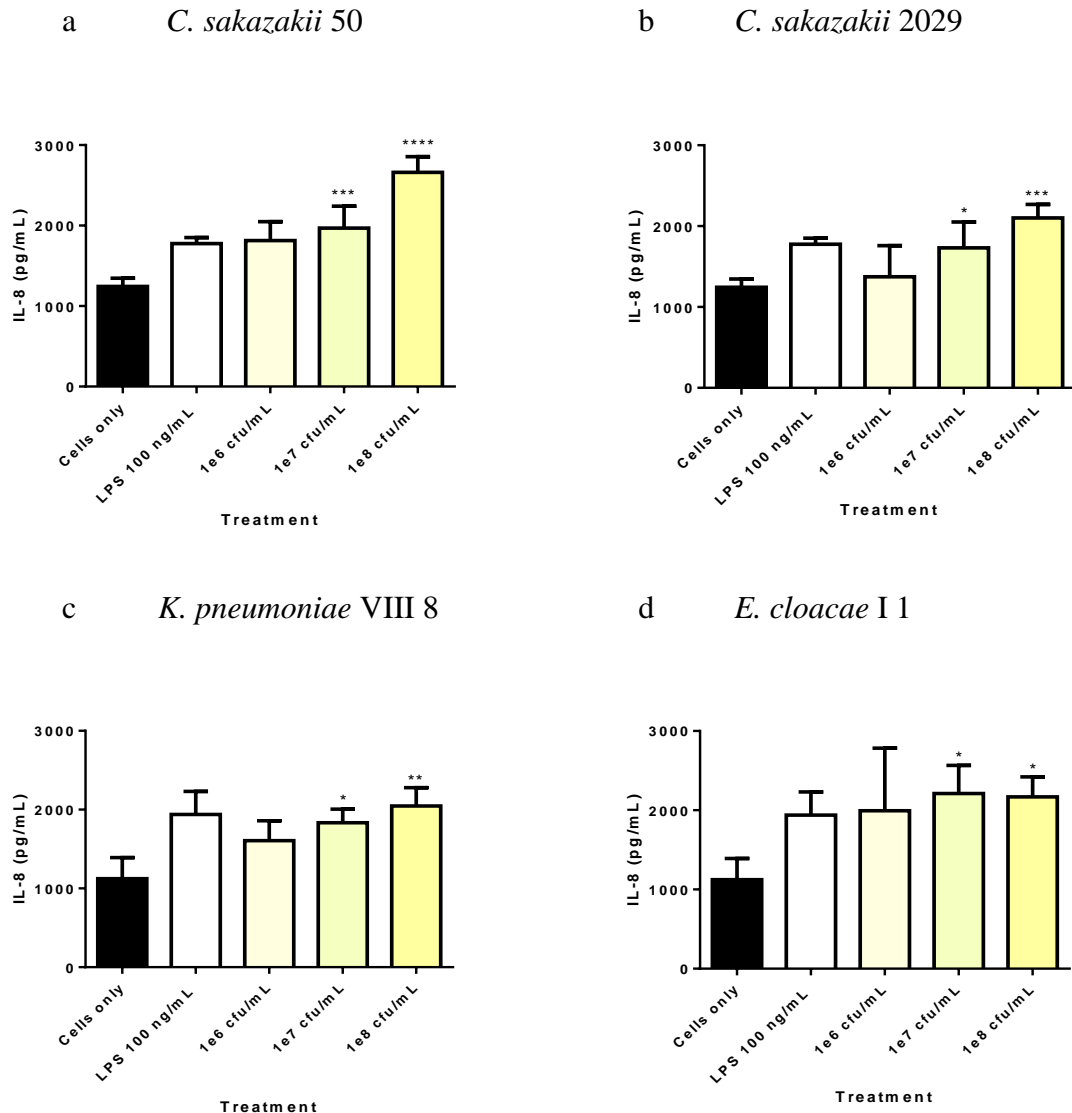 a C. sakazakii 50
b C. sakazakii 2029
3000
2000
1000
0
IL-8 (pg/mL)
***
****
Cells only
LPS 100 ng/mL
1e6 cfu/mL
1e7 cfu/mL
1e8 cfu/mL
Treatment
3000
2000
1000
0
IL-8 (pg/mL)
*
***
Cells only
LPS 100 ng/mL
1e6 cfu/mL
1e7 cfu/mL
1e8 cfu/mL
Treatment
c K. pneumoniae VIII 8
d E. cloacae I 1
3000
2000
1000
0
IL-8 (pg/mL)
*
**
Cells only
LPS 100 ng/mL
1e6 cfu/mL
1e7 cfu/mL
1e8 cfu/mL
Treatment
3000
2000
1000
0
IL-8 (pg/mL)
*
*
Cells only
LPS 100 ng/mL
1e6 cfu/mL
1e7 cfu/mL
1e8 cfu/mL
Treatment